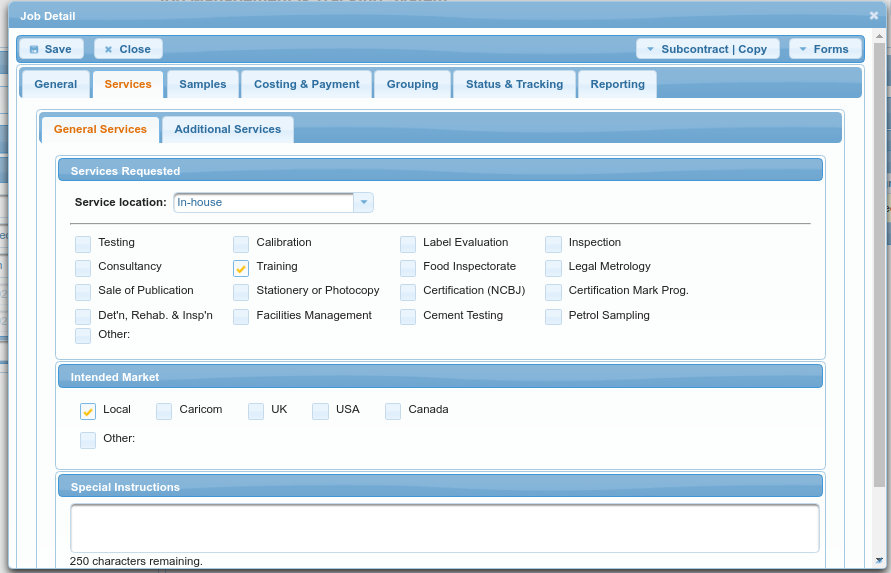 Job Detail
Save Close Subcontract | Copy Forms
General Services Samples Costing & Payment Grouping Status & Tracking Reporting
General Services Additional Services
Services Requested
Service location: In-house
Testing Calibration Label Evaluation Inspection
Consultancy Training Food Inspectorate Legal Metrology
Sale of Publication Stationery or Photocopy Certification (NCBJ) Certification Mark Prog.
Det'n, Rehab. & Insp'n Facilities Management Cement Testing Petrol Sampling
Other:
Intended Market
Local Caricom UK USA Canada
Other:
Special Instructions
250 characters remaining.